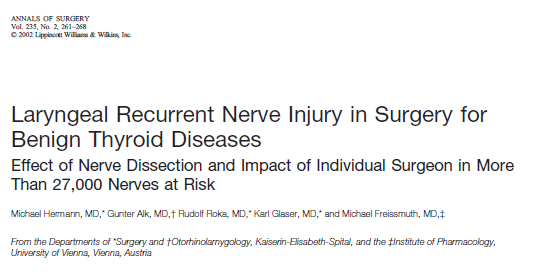 ANNALS OF SURGERY
Vol. 235, No. 2, 261–268
© 2002 Lippincott Williams & Wilkins, Inc.
Laryngeal Recurrent Nerve Injury in Surgery for
Benign Thyroid Diseases
Effect of Nerve Dissection and Impact of Individual Surgeon in More
Than 27,000 Nerves at Risk
Michael Hermann, MD,* Gunter Alk, MD,† Rudolf Roka, MD,* Karl Glaser, MD,* and Michael Freissmuth, MD,‡
From the Departments of *Surgery and †Otorhinolarnygology, Kaiserin-Elisabeth-Spital, and the ‡Institute of Pharmacology,
University of Vienna, Vienna, Austria